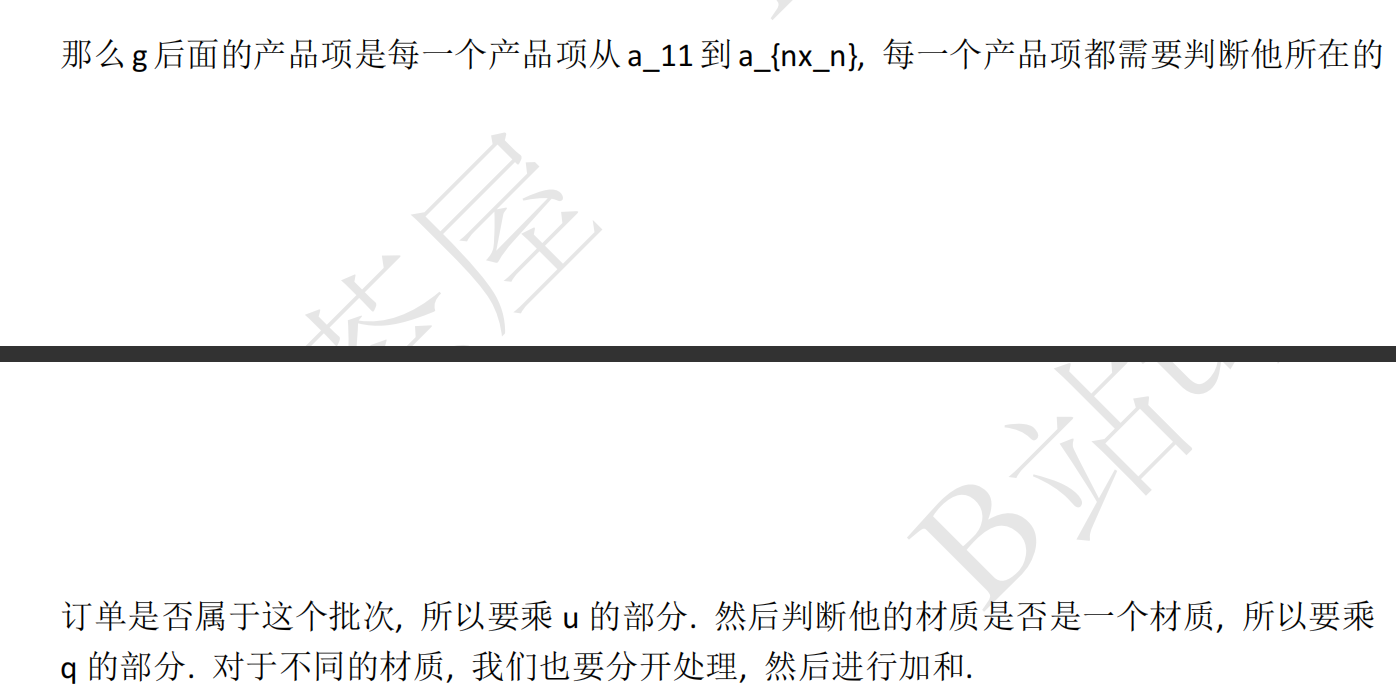 那么 g 后面的产品项是每一个产品项从 a_11 到 a_{nx_n}, 每一个产品项都需要判断他所在的
茶屋
B站
订单是否属于这个批次, 所以要乘 u 的部分. 然后判断他的材质是否是一个材质, 所以要乘
q 的部分. 对于不同的材质, 我们也要分开处理, 然后进行加和.